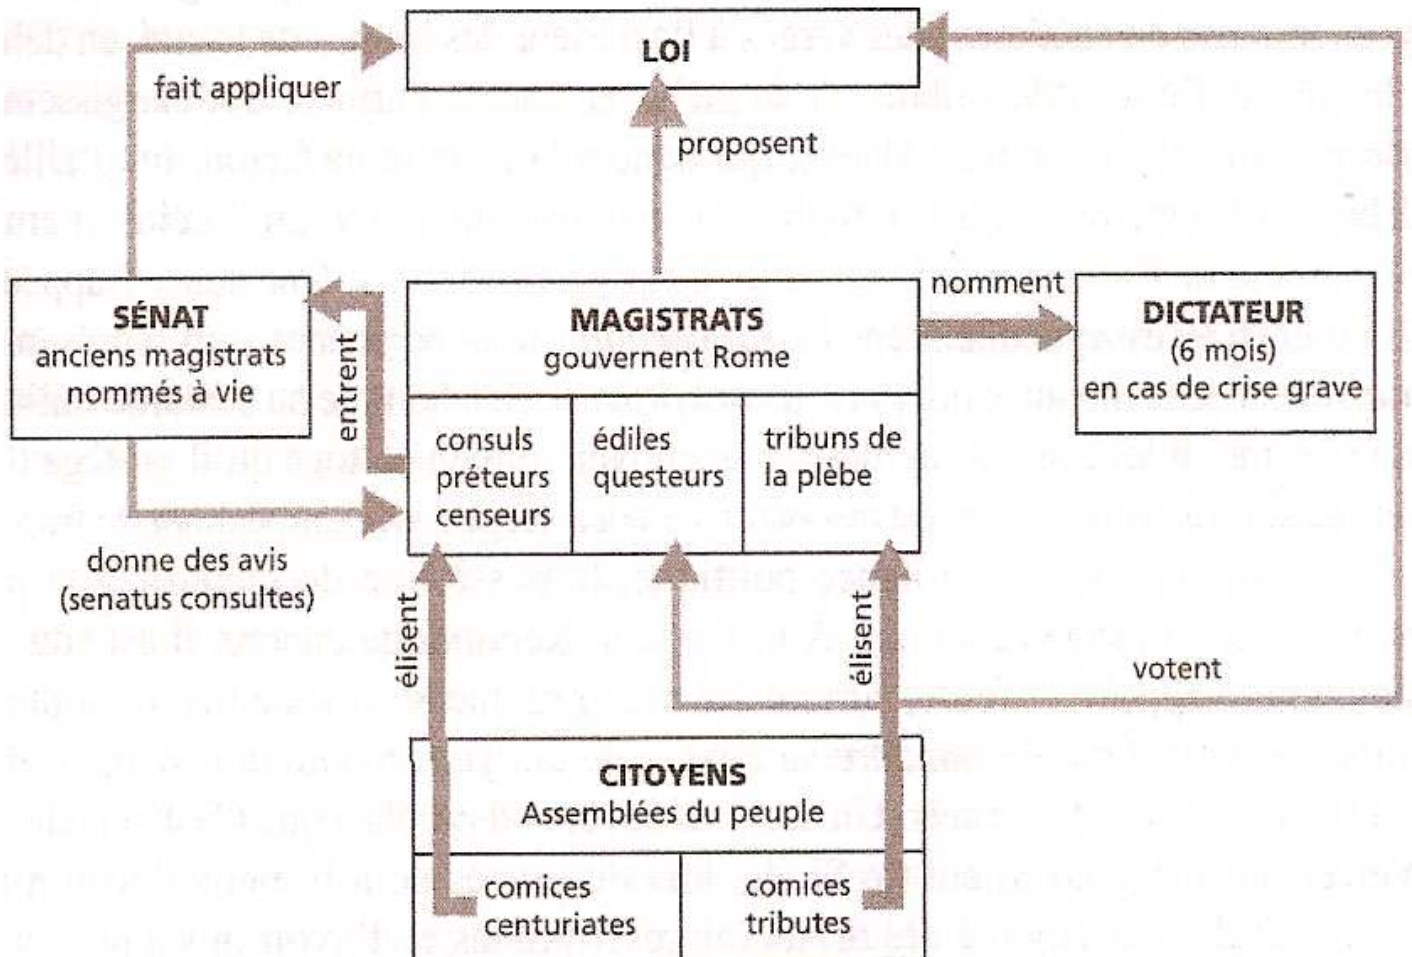 LOI
fait appliquer
proposent
SÉNAT
anciens magistrats
nommés à vie
entrent
MAGISTRATS
gouvernent Rome
nomment
DICTATEUR
(6 mois)
en cas de crise grave
consuls
préteurs
censeurs
édiles
questeurs
tribuns de
la plèbe
donne des avis
(senatus consultes)
élisent
élisent
votent
CITOYENS
Assemblées du peuple
comices
centuriates
comices
tributes